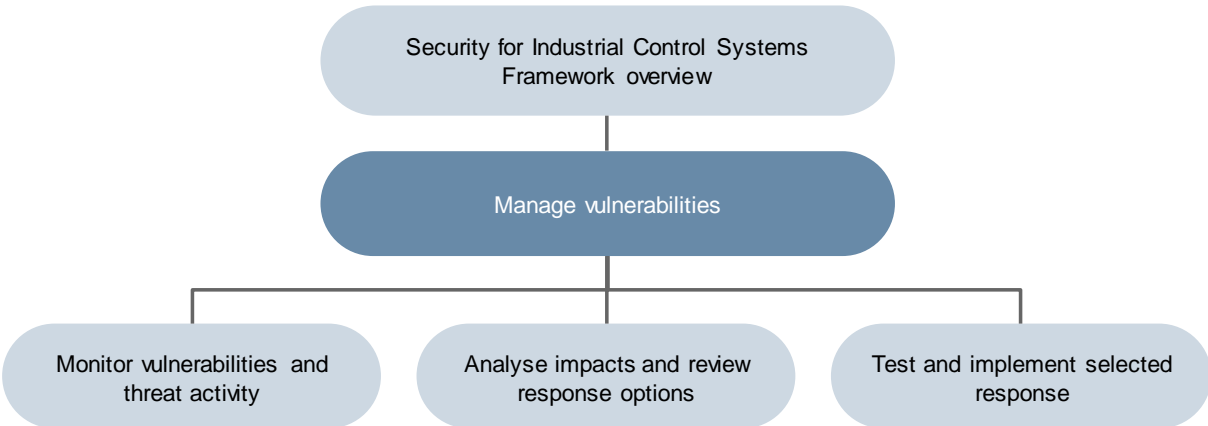 Security for Industrial Control Systems
Framework overview
Manage vulnerabilities
Monitor vulnerabilities and
threat activity
Analyse impacts and review
response options
Test and implement selected
response